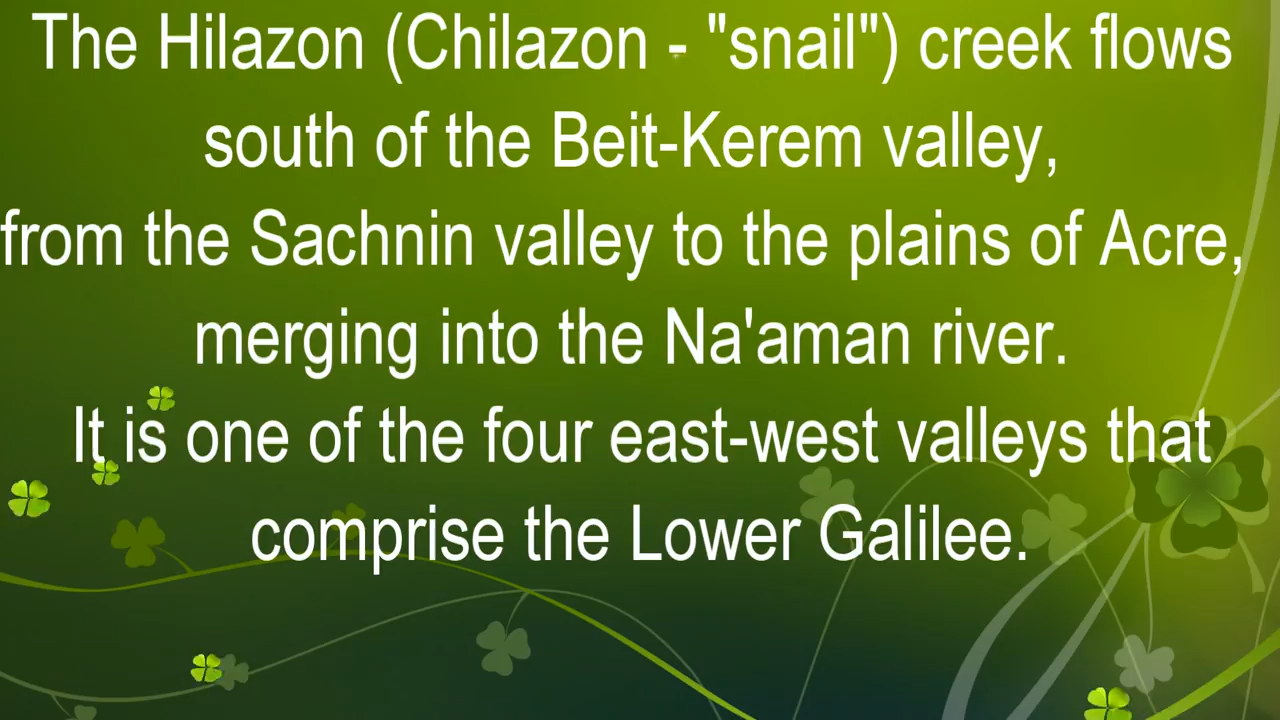 The Hilazon (Chilazon - "snail") creek flows
south of the Beit-Kerem valley,
from the Sachnin valley to the plains of Acre,
merging into the Na'aman river.
It is one of the four east-west valleys that
comprise the Lower Galilee.